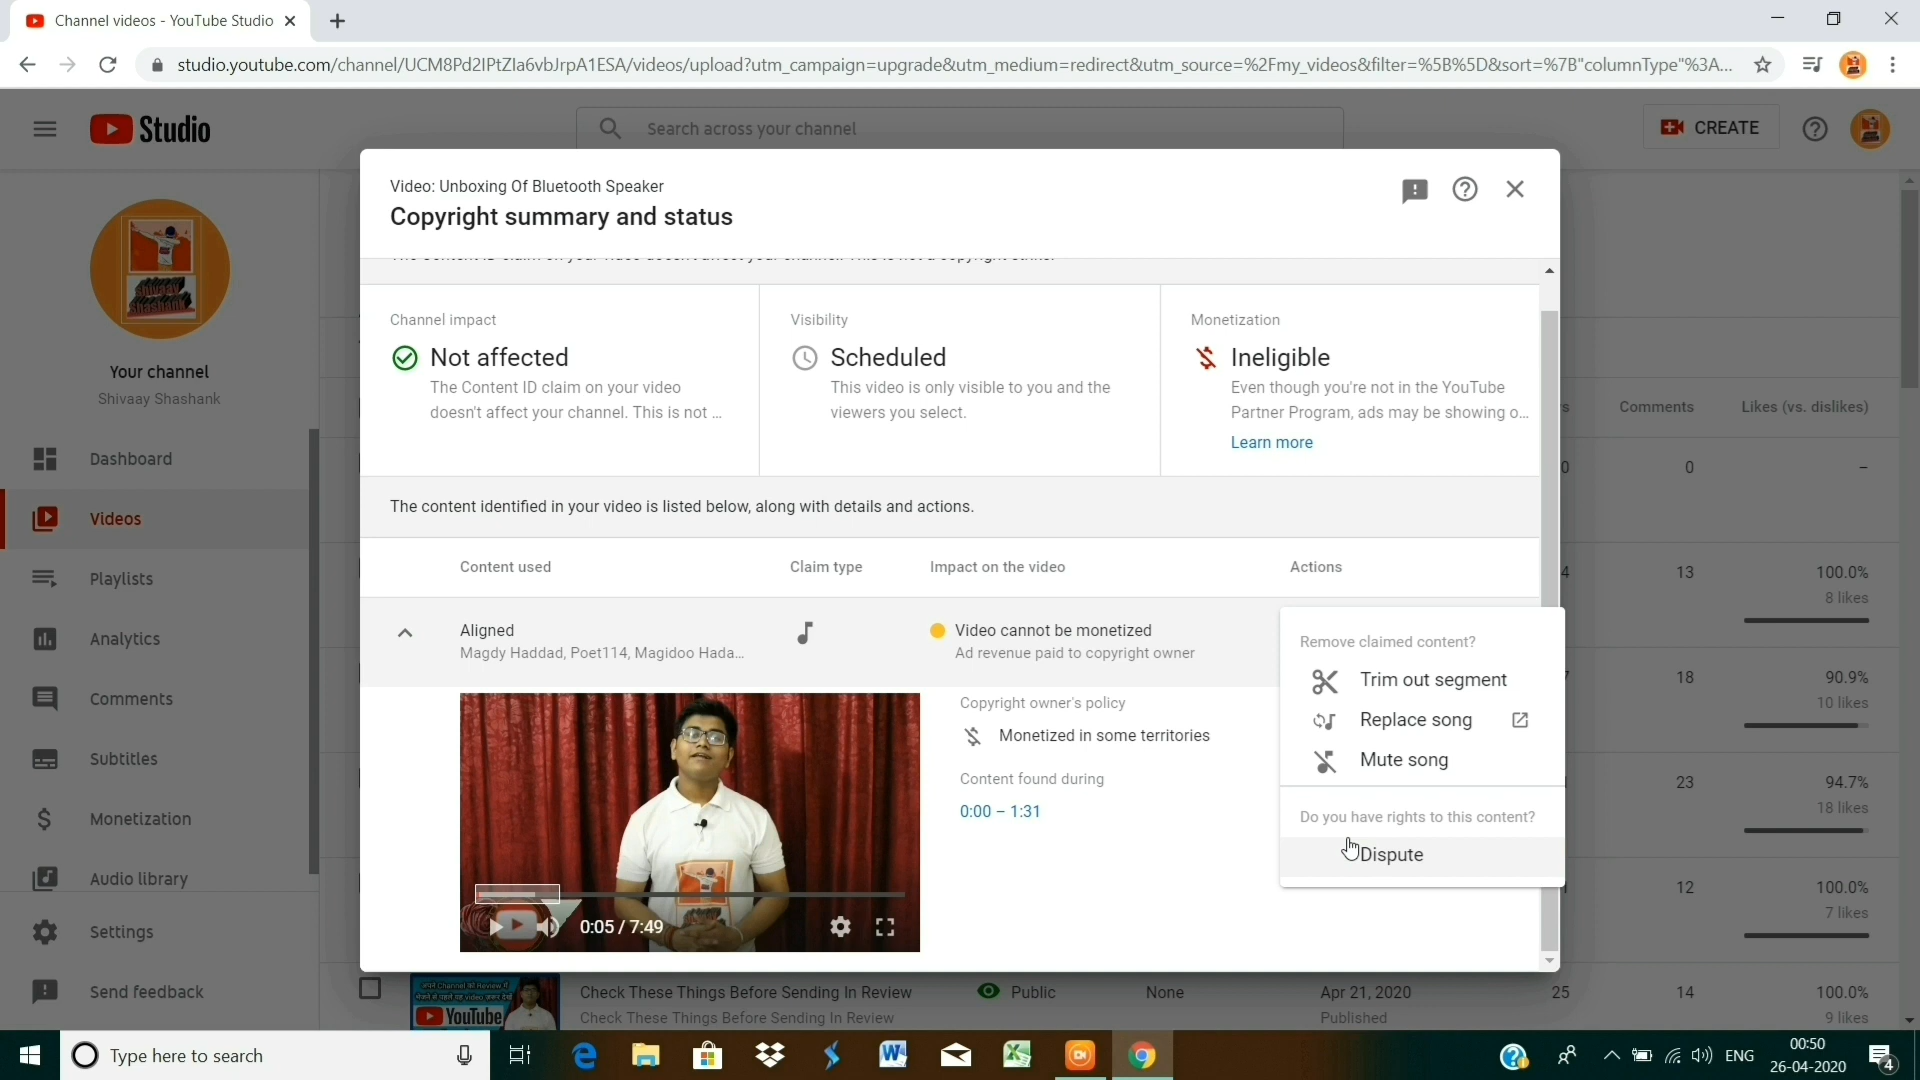 Channel videos - YouTube Studio
studio.youtube.com/channel/UCM8Pd2IPtZIa6vbJrpA1ESA/videos/upload?utm_campaign=upgrade&utm_medium=redirect&utm_source=%2Fmy_videos&filter=%5B%5D&sort=%7B"columnType"%3A...
Studio
Search across your channel
CREATE
shivaay
shashank
Your channel
Shivaay Shashank
Dashboard
Videos
Playlists
Analytics
Comments
Subtitles
Monetization
Audio library
Settings
Send feedback
Video: Unboxing Of Bluetooth Speaker
Copyright summary and status
Channel impact
Not affected
The Content ID claim on your video
doesn't affect your channel. This is not ...
Visibility
Scheduled
This video is only visible to you and the
viewers you select.
Monetization
Ineligible
Even though you're not in the YouTube
Partner Program, ads may be showing o...
Learn more
The content identified in your video is listed below, along with details and actions.
Content used
Claim type
Impact on the video
Actions
Aligned
Magdy Haddad, Poet114, Magidoo Hada...
Video cannot be monetized
Ad revenue paid to copyright owner
Copyright owner's policy
Monetized in some territories
Content found during
0:00 – 1:31
0:05 / 7:49
Remove claimed content?
Trim out segment
Replace song
Mute song
Do you have rights to this content?
Dispute
Comments
Likes (vs. dislikes)
0
–
13
100.0%
8 likes
18
90.9%
10 likes
23
94.7%
18 likes
12
100.0%
7 likes
YouTube
Check These Things Before Sending In Review
Check These Things Before Sending In Review
Public
None
Apr 21, 2020
Published
25
14
100.0%
9 likes
Type here to search
ENG
00:50
26-04-2020
4